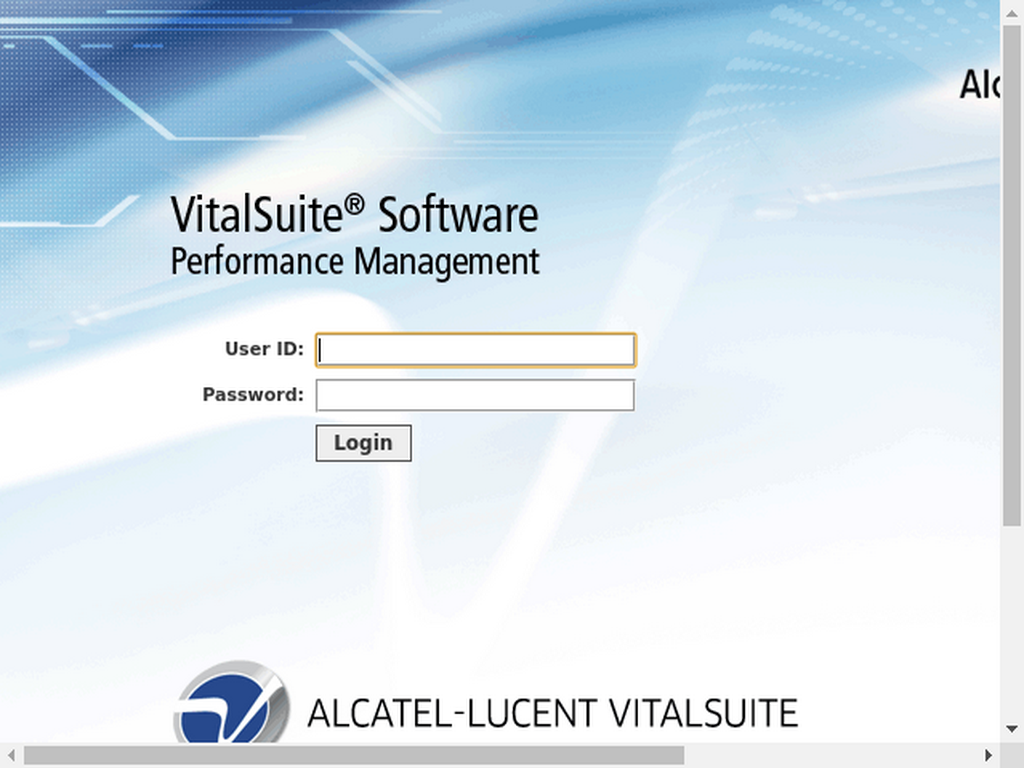 VitalSuite® Software
Performance Management
User ID:
Password:
Login
ALCATEL-LUCENT VITALSUITE